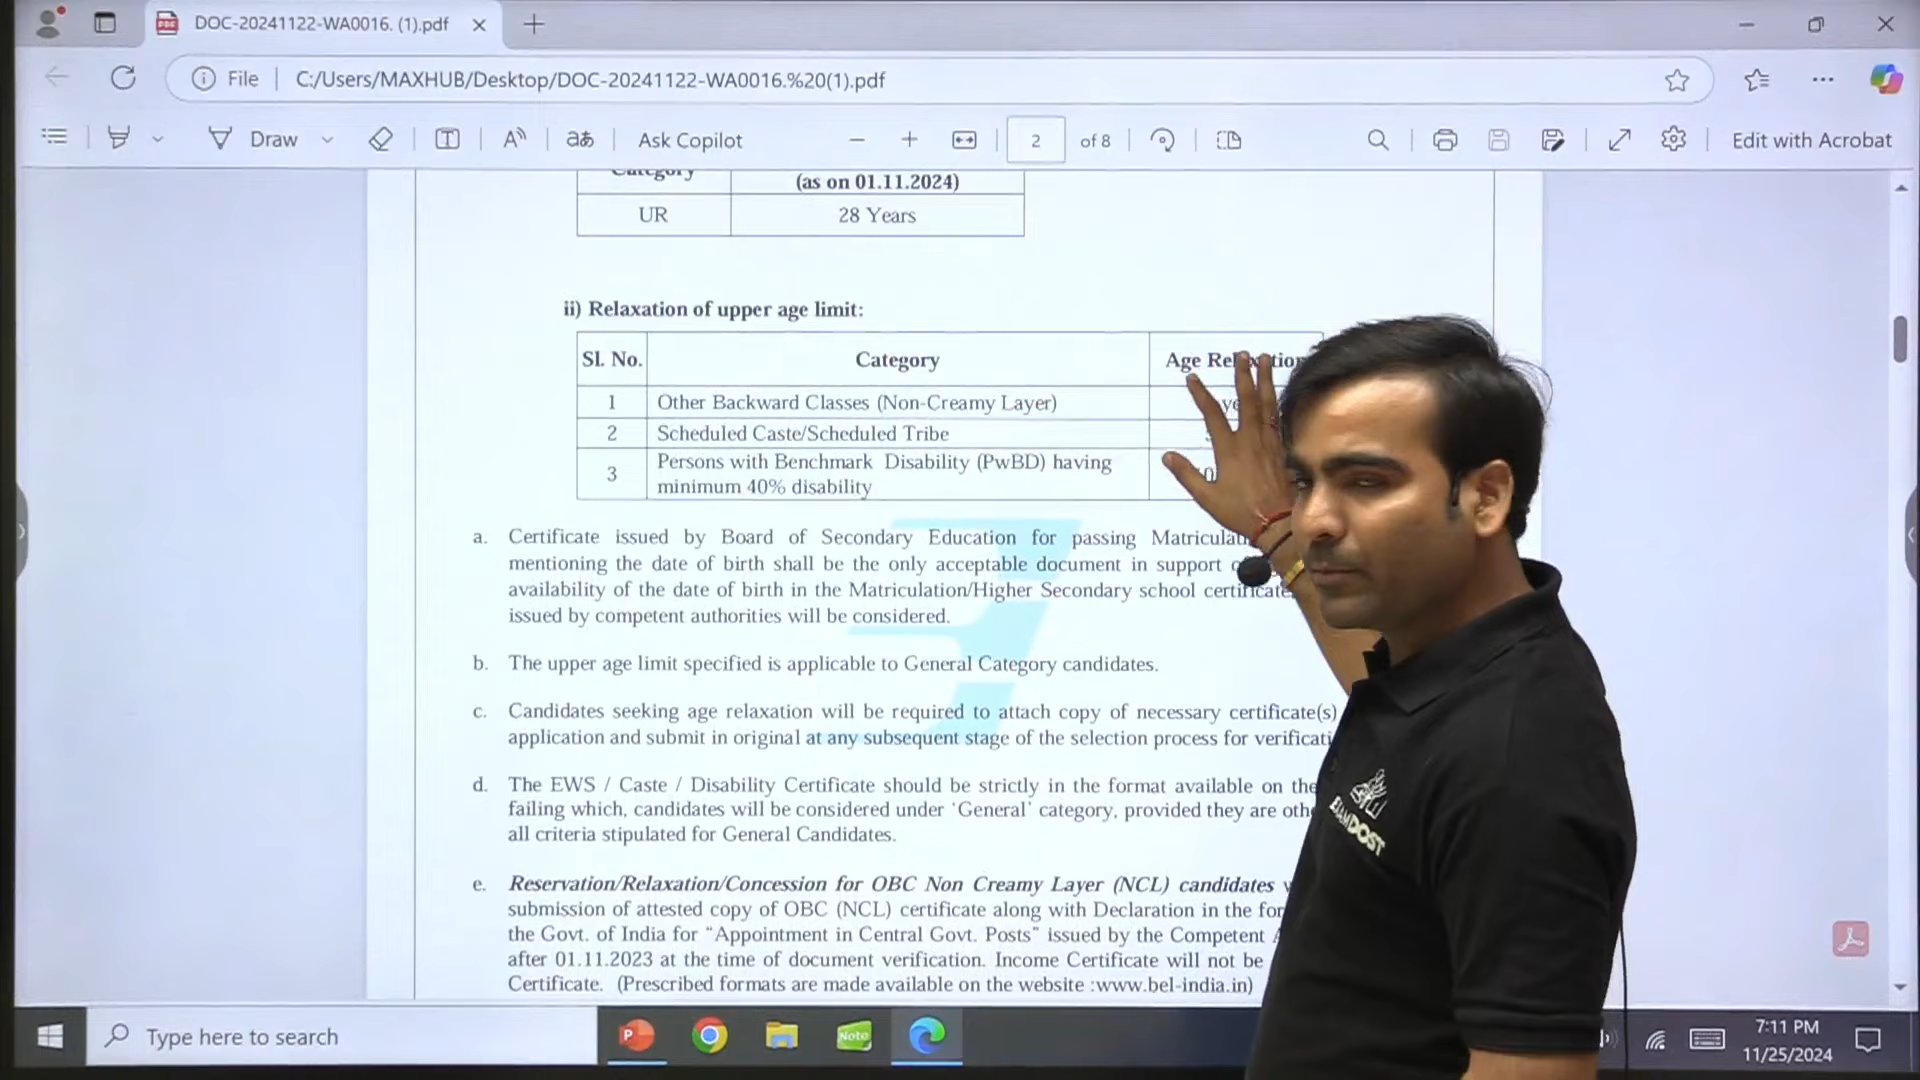 DOC-20241122-WA0016. (1).pdf
File
C:/Users/MAXHUB/Desktop/DOC-20241122-WA0016.%20(1).pdf
Draw
aあ
Ask Copilot
2
of 8
Edit with Acrobat
Category
(as on 01.11.2024)
UR
28 Years
ii) Relaxation of upper age limit:
Sl. No.
Category
Age
1
Other Backward Classes (Non-Creamy Layer)
2
Scheduled Caste/Scheduled Tribe
3
Persons with Benchmark Disability (PwBD) having
minimum 40% disability
a. Certificate issued by Board of Secondary Education for passing
mentioning the date of birth shall be the only acceptable document in support
availability of the date of birth in the Matriculation/Higher Secondary school
issued by competent authorities will be considered.
b. The upper age limit specified is applicable to General Category candidates.
c. Candidates seeking age relaxation will be required to attach copy of necessary certificate(s)
application and submit in original at any subsequent stage of the selection process for
d. The EWS / Caste / Disability Certificate should be strictly in the format available on the
failing which, candidates will be considered under 'General' category, provided they are
all criteria stipulated for General Candidates.
e. Reservation/Relaxation/Concession for OBC Non Creamy Layer (NCL) candidates
submission of attested copy of OBC (NCL) certificate along with Declaration in the
the Govt. of India for "Appointment in Central Govt. Posts" issued by the Competent
after 01.11.2023 at the time of document verification. Income Certificate will not be
Certificate. (Prescribed formats are made available on the website :www.bel-india.in)
EXAMDOST
Type here to search
Note
7:11 PM
11/25/2024